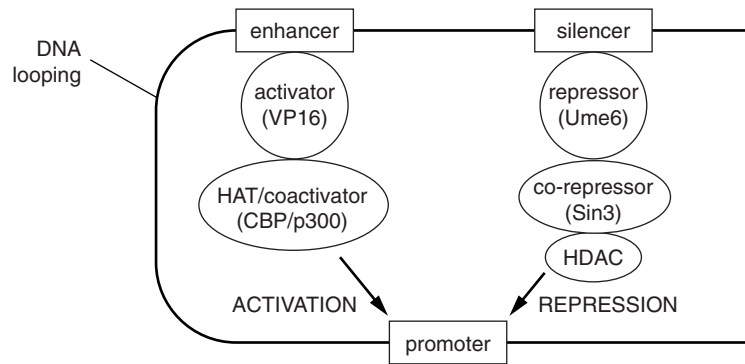 DNA
looping
enhancer
silencer
activator
(VP16)
repressor
(Ume6)
HAT/coactivator
(CBP/p300)
co-repressor
(Sin3)
HDAC
ACTIVATION
REPRESSION
promoter